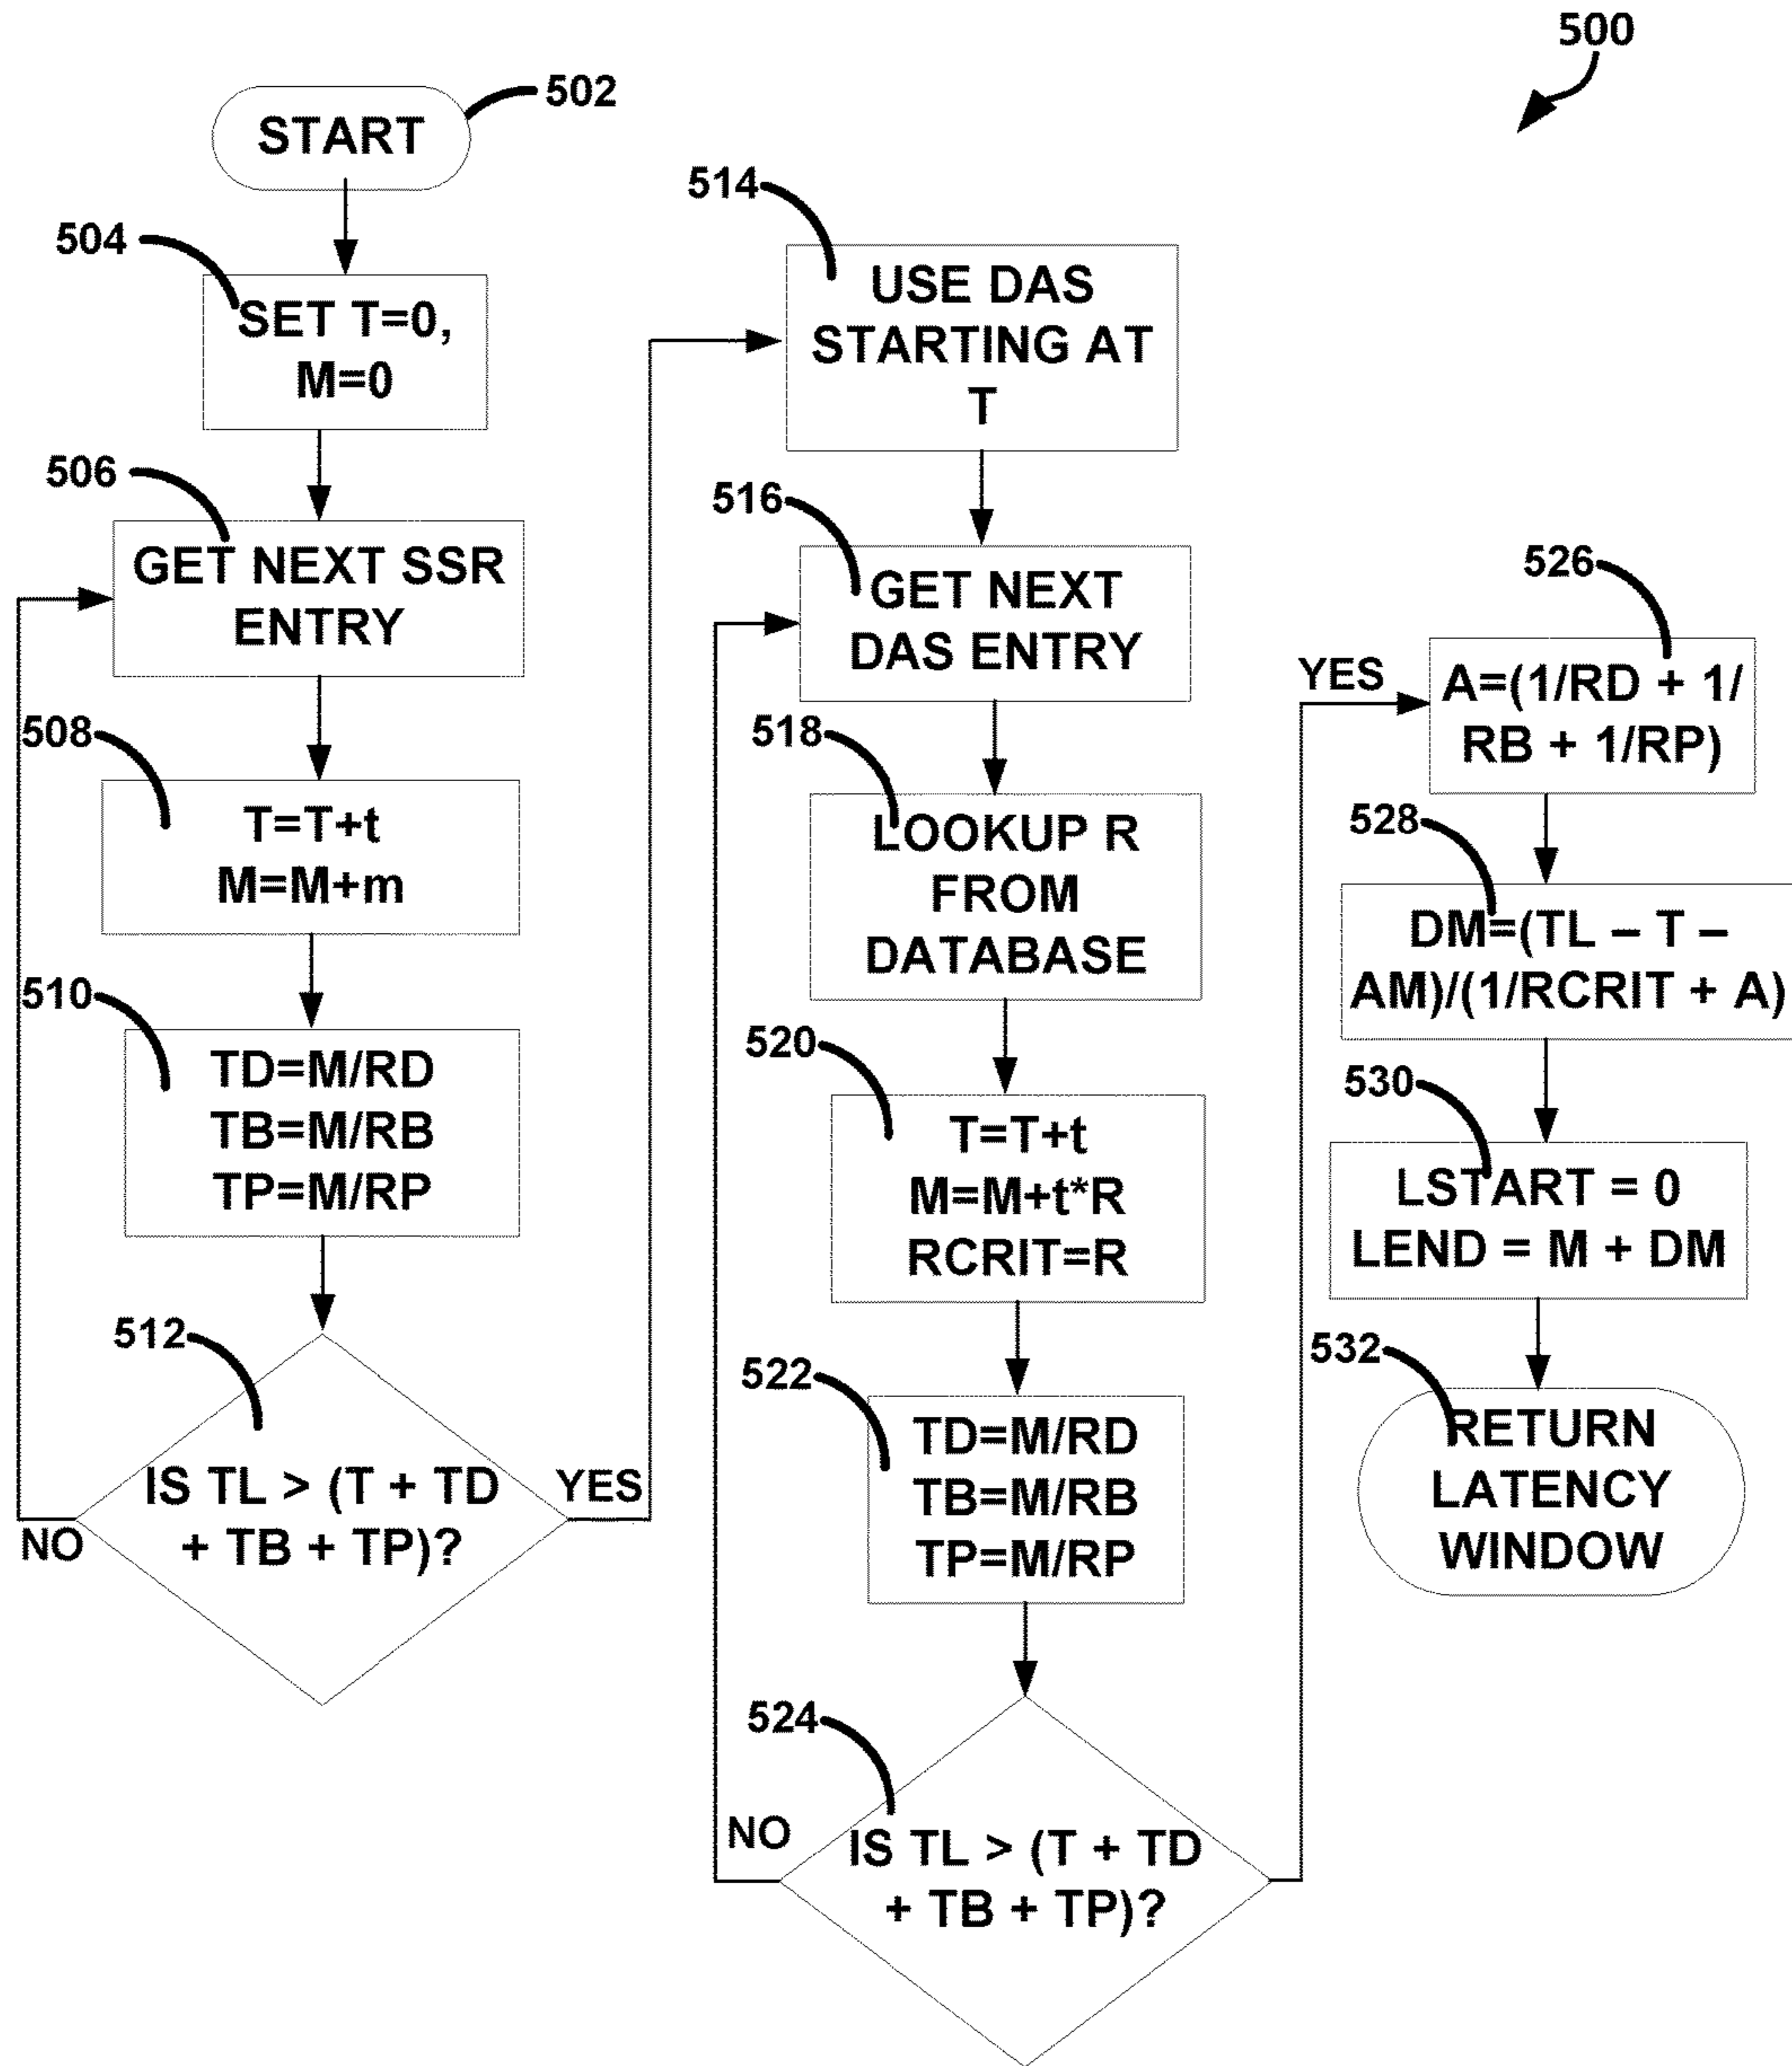 500
502
START
504
SET T=0,
M=0
506
GET NEXT SSR
ENTRY
508
T=T+t
M=M+m
510
TD=M/RD
TB=M/RB
TP=M/RP
512
IS TL > (T + TD
+ TB + TP)?
NO
YES
514
USE DAS
STARTING AT
T
516
GET NEXT
DAS ENTRY
518
LOOKUP R
FROM
DATABASE
520
T=T+t
M=M+t*R
RCRIT=R
522
TD=M/RD
TB=M/RB
TP=M/RP
524
IS TL > (T + TD
+ TB + TP)?
NO
YES
526
A=(1/RD + 1/
RB + 1/RP)
528
DM=(TL – T –
AM)/(1/RCRIT + A)
530
LSTART = 0
LEND = M + DM
532
RETURN
LATENCY
WINDOW